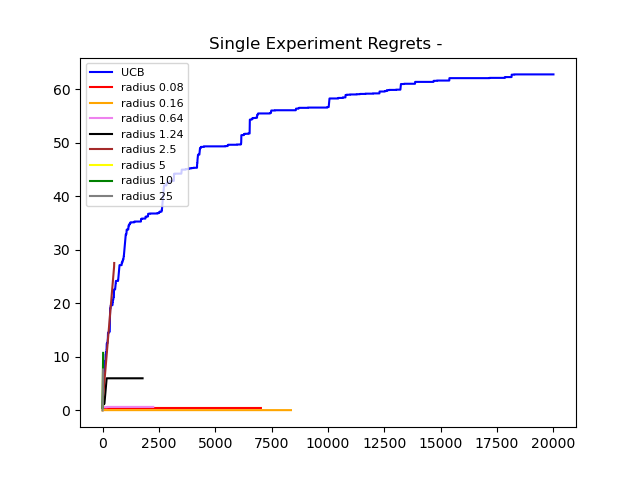 Single Experiment Regrets -
UCB
radius 0.08
radius 0.16
radius 0.64
radius 1.24
radius 2.5
radius 5
radius 10
radius 25
60
50
40
30
20
10
0
0 2500 5000 7500 10000 12500 15000 17500 20000